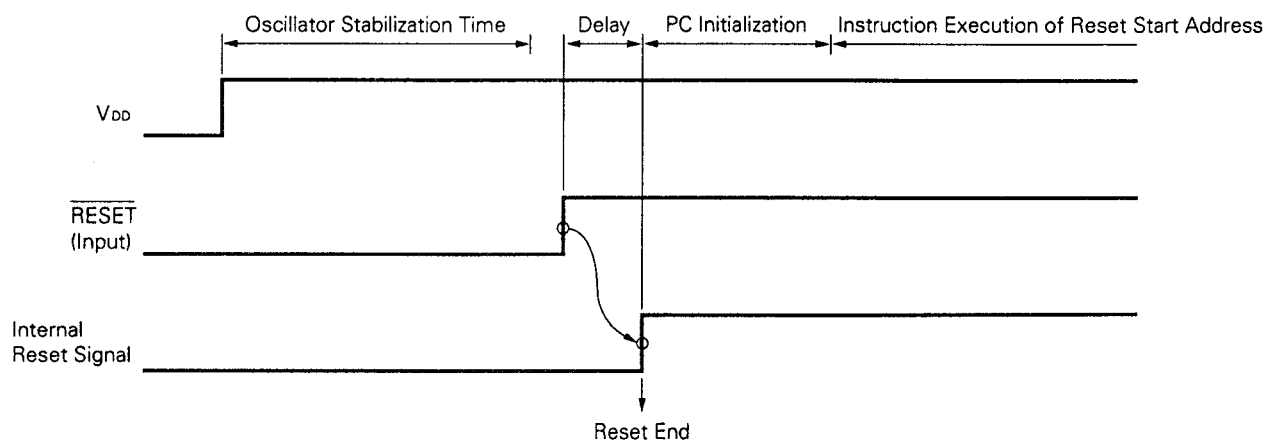 Oscillator Stabilization Time
Delay
PC Initialization
Instruction Execution of Reset Start Address
VDD
RESET
(Input)
Internal
Reset Signal
Reset End